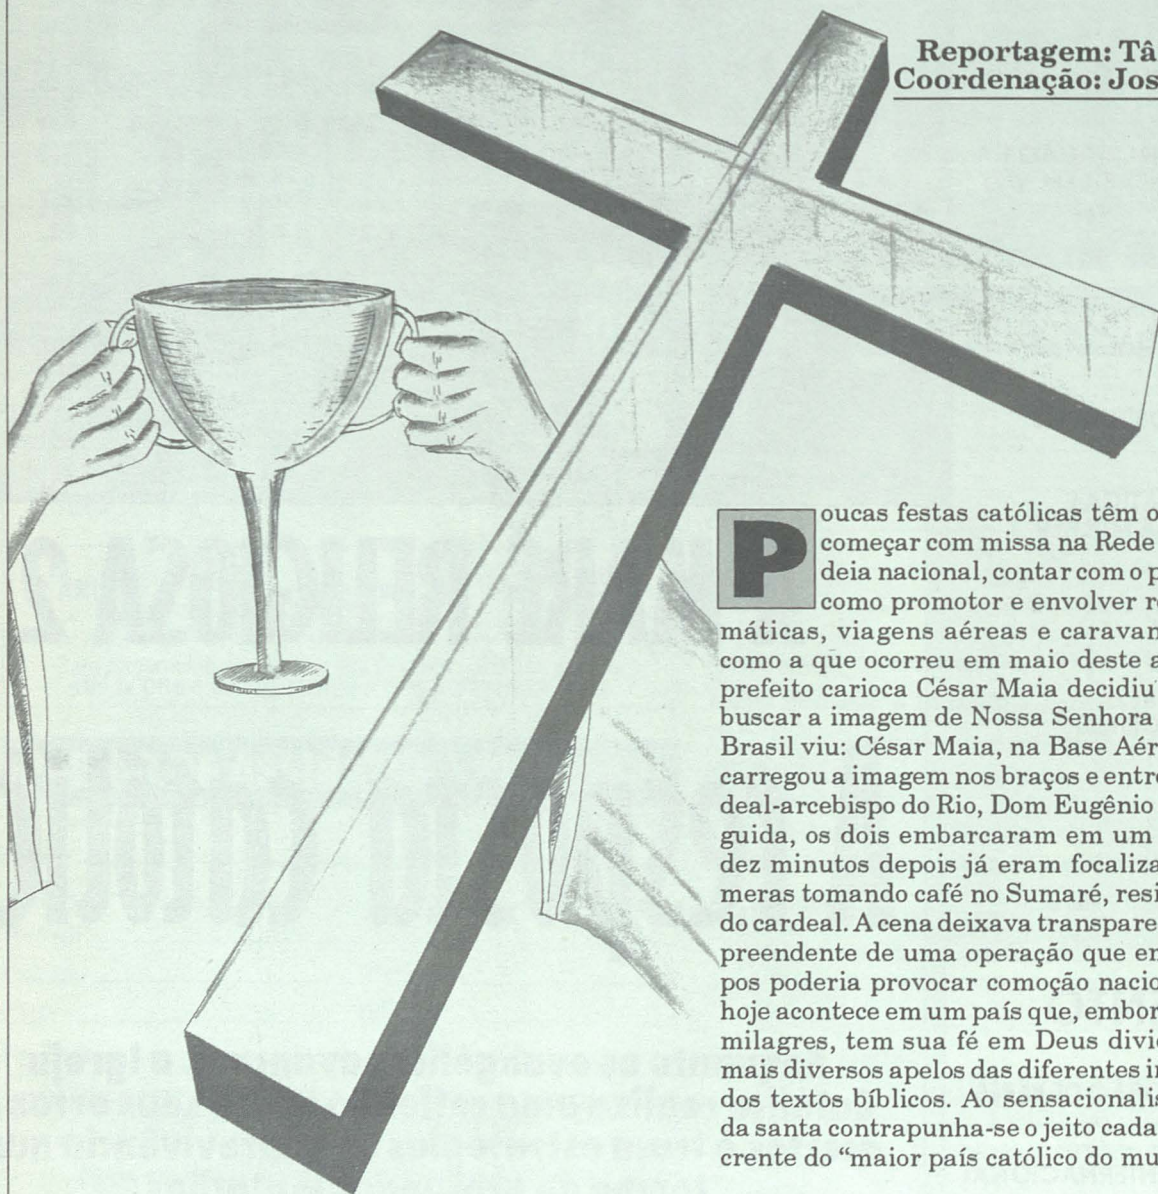 Reportagem: Tâ
Coordenação: Jos
Poucas festas católicas têm o
começar com missa na Rede
deia nacional, contar com o p
como promotor e envolver r
máticas, viagens aéreas e caravan
como a que ocorreu em maio deste a
prefeito carioca César Maia decidiu
buscar a imagem de Nossa Senhora
Brasil viu: César Maia, na Base Aér
carregou a imagem nos braços e entr
deal-arcebispo do Rio, Dom Eugênio
guida, os dois embarcaram em um
dez minutos depois já eram focaliza
meras tomando café no Sumaré, resi
do cardeal. A cena deixava transpare
preendente de uma operação que e
pos poderia provocar comoção nacio
hoje acontece em um país que, embor
milagres, tem sua fé em Deus divi
mais diversos apelos das diferentes i
dos textos bíblicos. Ao sensacionalis
da santa contrapunha-se o jeito cada
crente do “maior país católico do mu